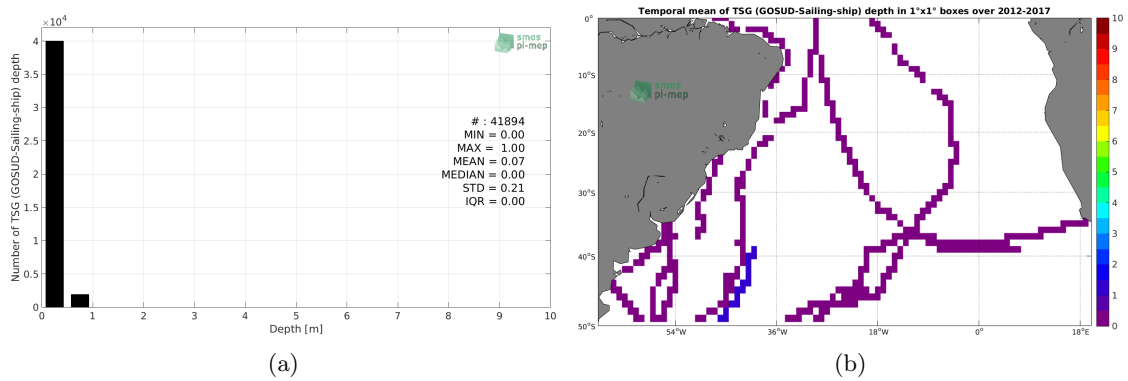 ×10⁴
4
3.5
3
2.5
2
1.5
1
0.5
0
Number of TSG (GOSUD-Sailing-ship) depth
smos
pi-mep
# : 41894
MIN = 0.00
MAX = 1.00
MEAN = 0.07
MEDIAN = 0.00
STD = 0.21
IQR = 0.00
0 1 2 3 4 5 6 7 8 9 10
Depth [m]
(a)
Temporal mean of TSG (GOSUD-Sailing-ship) depth in 1°x1° boxes over 2012-2017
0°
10°S
20°S
30°S
40°S
50°S
smos
pi-mep
54°W 36°W 18°W 0° 18°E
10
9
8
7
6
5
4
3
2
1
0
(b)